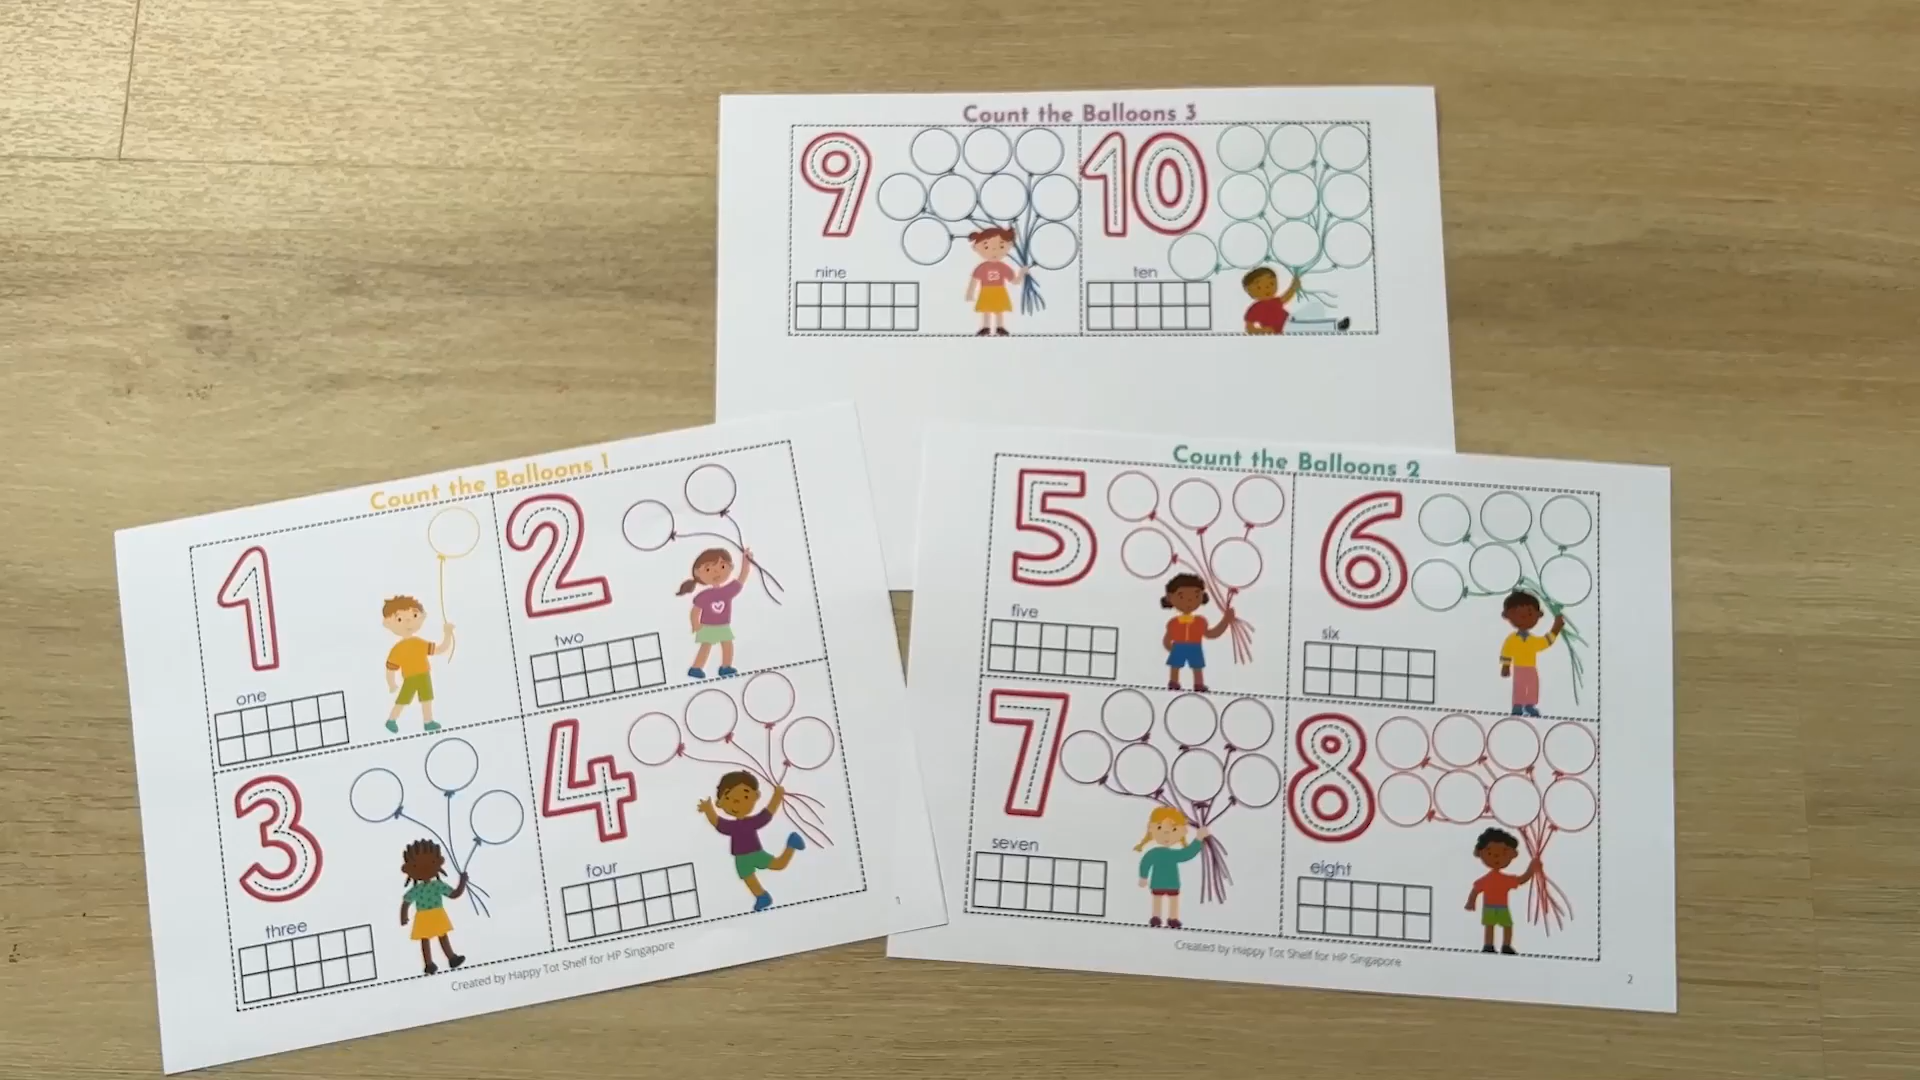 Count the Balloons 3
9
nine
10
ten
Count the Balloons 1
1
one
2
two
3
three
4
four
Created by Happy Tot Shelf for HP Singapore
1
Count the Balloons 2
5
five
6
six
7
seven
8
eight
Created by Happy Tot Shelf for HP Singapore
2